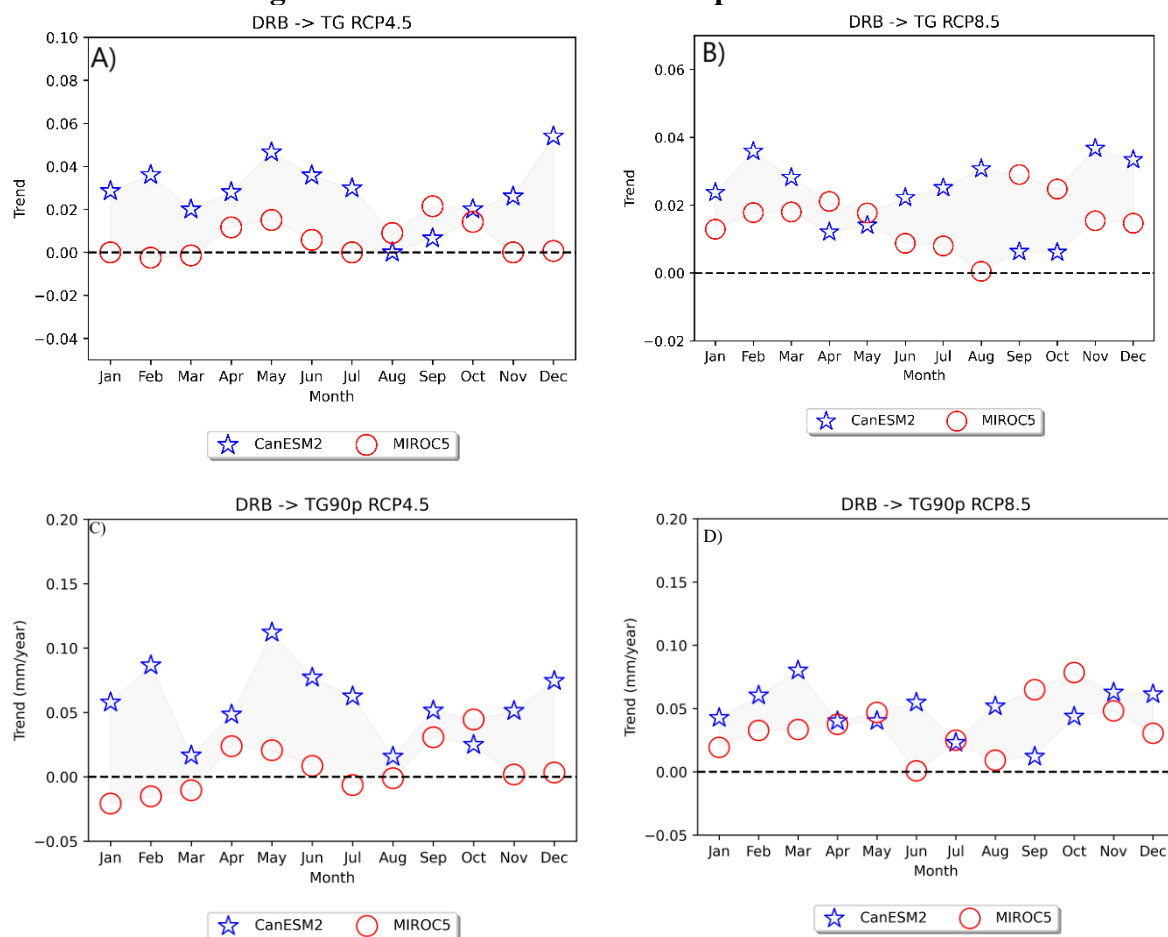 DRB -> TG RCP4.5
A)
0.10
0.08
0.06
0.04
0.02
0.00
−0.02
−0.04
Trend
Jan Feb Mar Apr May Jun Jul Aug Sep Oct Nov Dec
Month
CanESM2 MIROC5
DRB -> TG RCP8.5
B)
0.06
0.04
0.02
0.00
−0.02
Trend
Jan Feb Mar Apr May Jun Jul Aug Sep Oct Nov Dec
Month
CanESM2 MIROC5
DRB -> TG90p RCP4.5
C)
0.20
0.15
0.10
0.05
0.00
−0.05
Trend (mm/year)
Jan Feb Mar Apr May Jun Jul Aug Sep Oct Nov Dec
Month
CanESM2 MIROC5
DRB -> TG90p RCP8.5
D)
0.20
0.15
0.10
0.05
0.00
−0.05
Trend (mm/year)
Jan Feb Mar Apr May Jun Jul Aug Sep Oct Nov Dec
Month
CanESM2 MIROC5